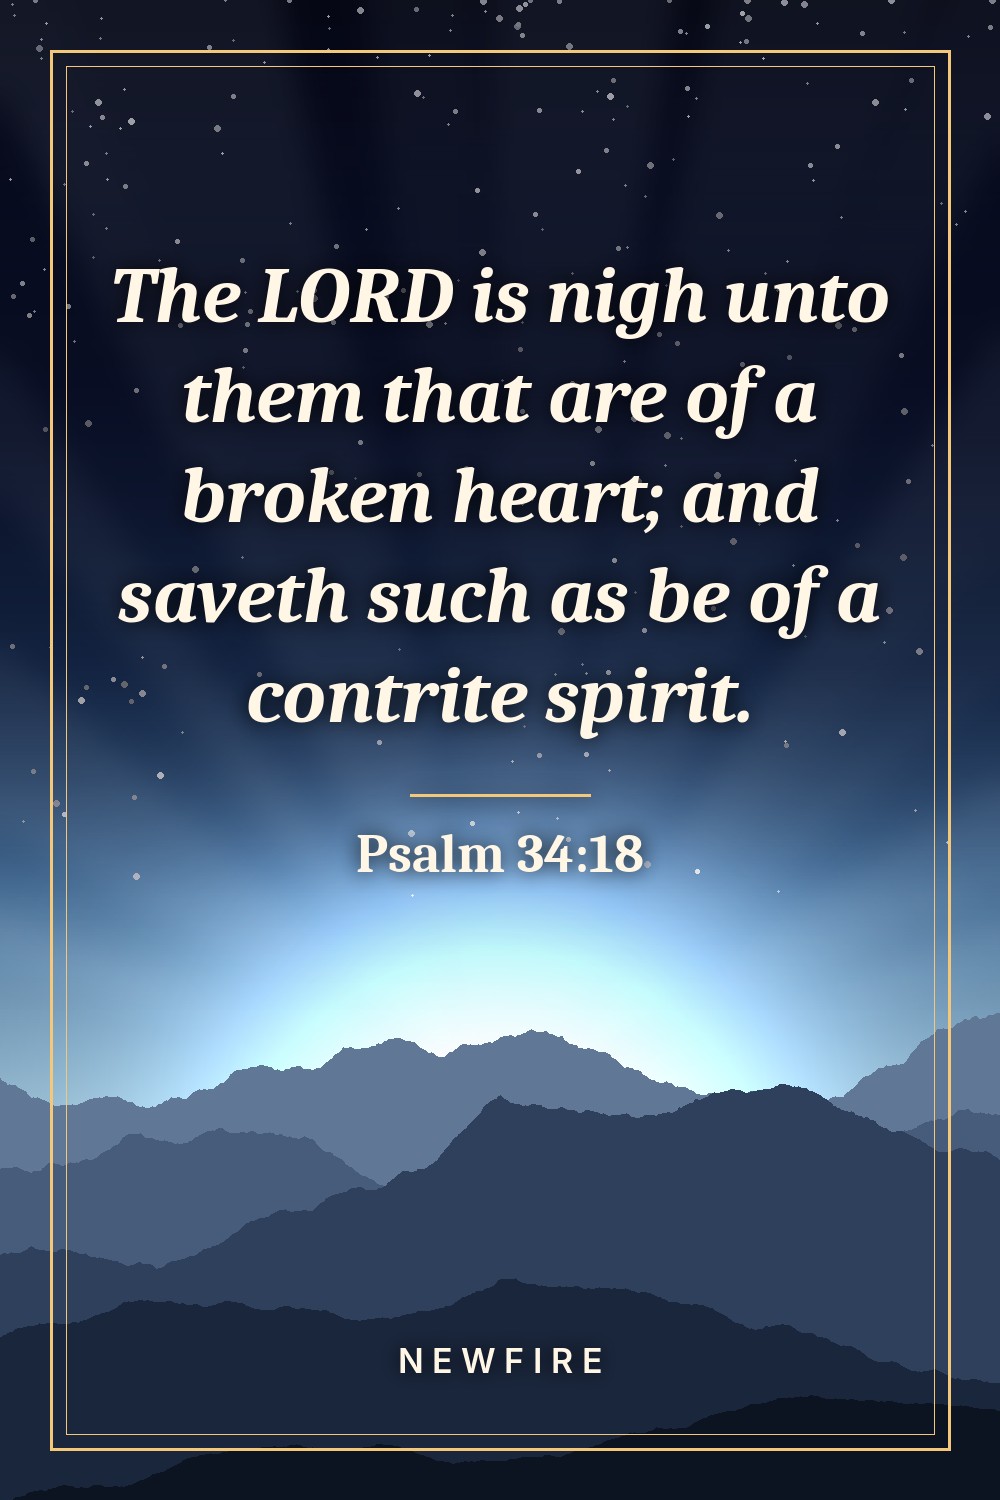 The LORD is nigh unto
them that are of a
broken heart; and
saveth such as be of a
contrite spirit.
Psalm 34:18
NEWFIRE